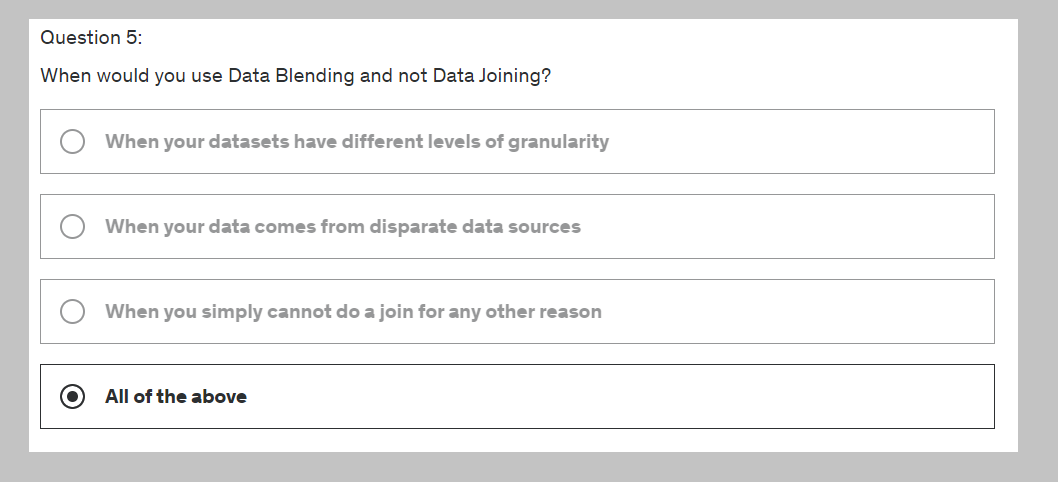 Question 5:
When would you use Data Blending and not Data Joining?
When your datasets have different levels of granularity
When your data comes from disparate data sources
When you simply cannot do a join for any other reason
All of the above